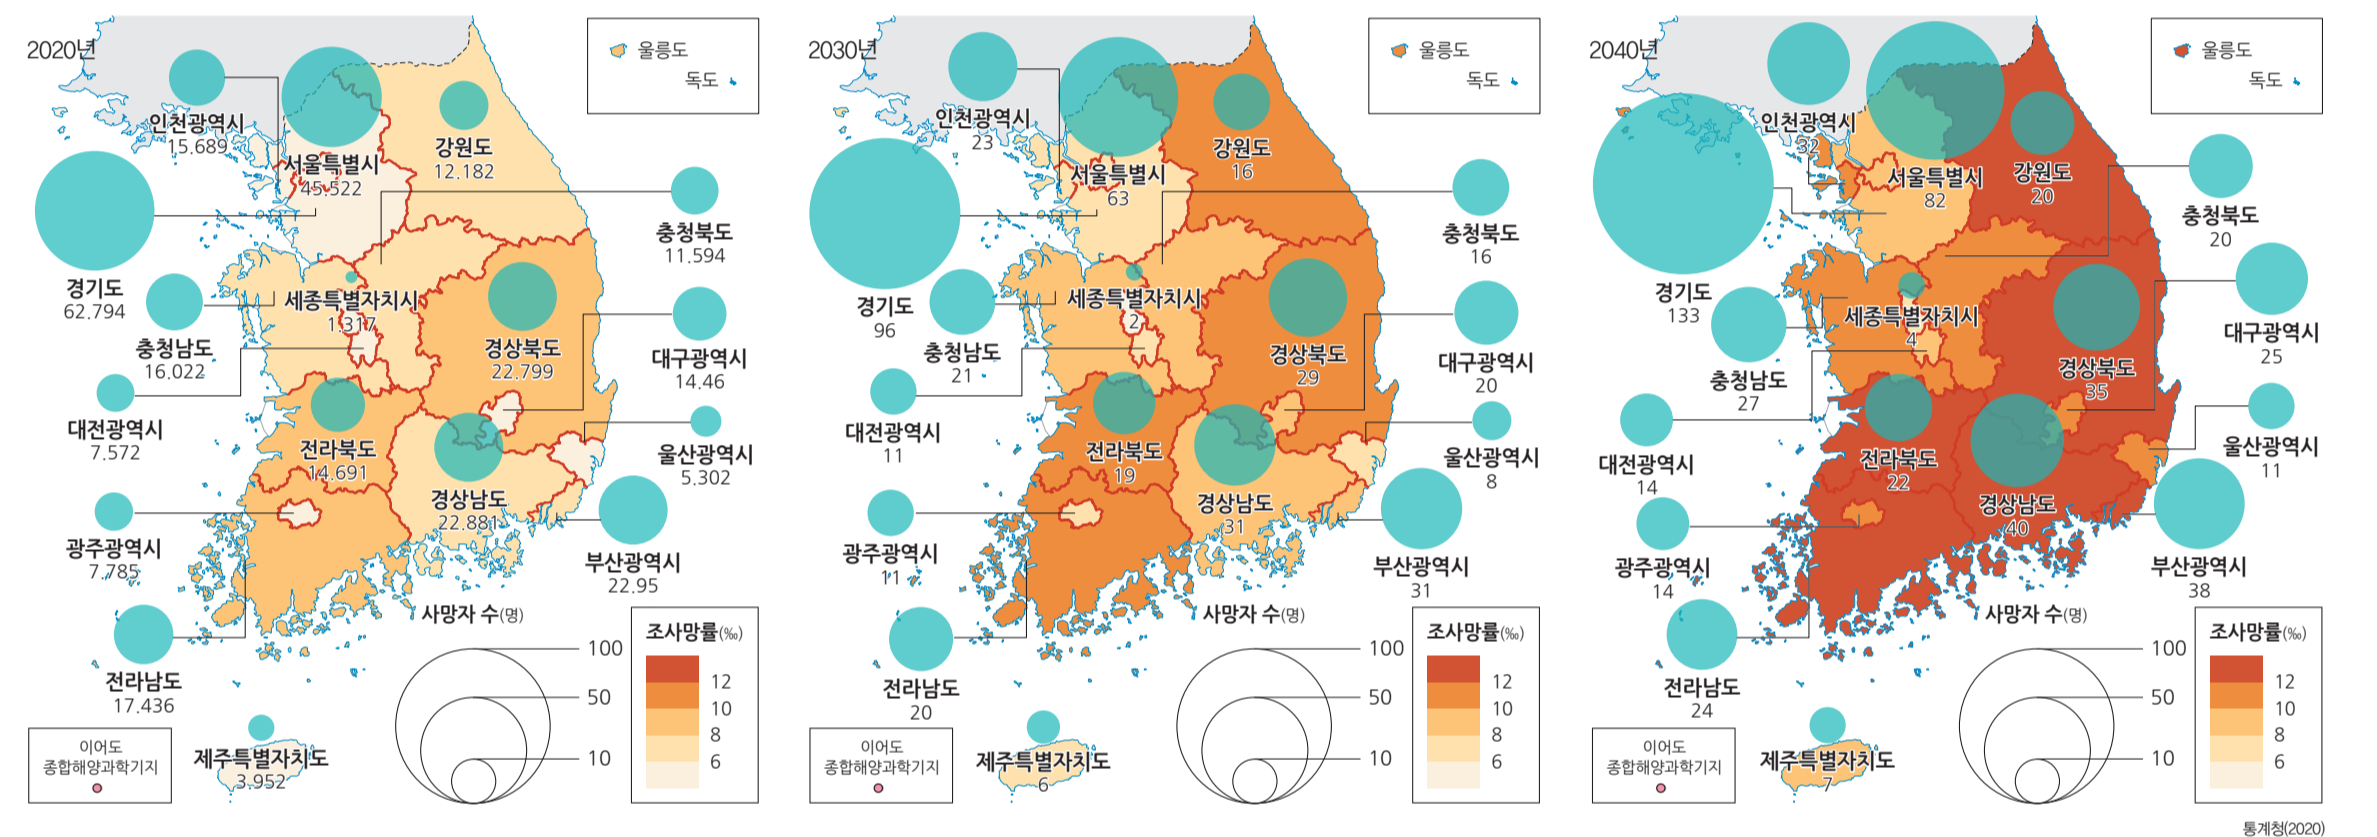 2020년
울릉도
독도
인천광역시
15.689
서울특별시
45.522
강원도
12.182
충청북도
11.594
경기도
62.794
충청남도
16.022
세종특별자치시
1.317
경상북도
22.799
대구광역시
14.46
대전광역시
7.572
전라북도
14.691
울산광역시
5.302
경상남도
22.881
광주광역시
7.785
부산광역시
22.95
전라남도
17.436
제주특별자치도
3.952
이어도
종합해양과학기지
사망자 수(명)
100
50
10
조사망률(‰)
12
10
8
6
2030년
울릉도
독도
인천광역시
23
서울특별시
63
강원도
16
충청북도
16
경기도
96
충청남도
21
세종특별자치시
2
경상북도
29
대구광역시
20
대전광역시
11
전라북도
19
울산광역시
8
경상남도
31
광주광역시
11
부산광역시
31
전라남도
20
제주특별자치도
6
이어도
종합해양과학기지
사망자 수(명)
100
50
10
조사망률(‰)
12
10
8
6
2040년
울릉도
독도
인천광역시
32
서울특별시
82
강원도
20
충청북도
20
경기도
133
충청남도
27
세종특별자치시
4
경상북도
35
대구광역시
25
대전광역시
14
전라북도
22
울산광역시
11
경상남도
40
광주광역시
14
부산광역시
38
전라남도
24
제주특별자치도
7
이어도
종합해양과학기지
사망자 수(명)
100
50
10
조사망률(‰)
12
10
8
6
통계청(2020)